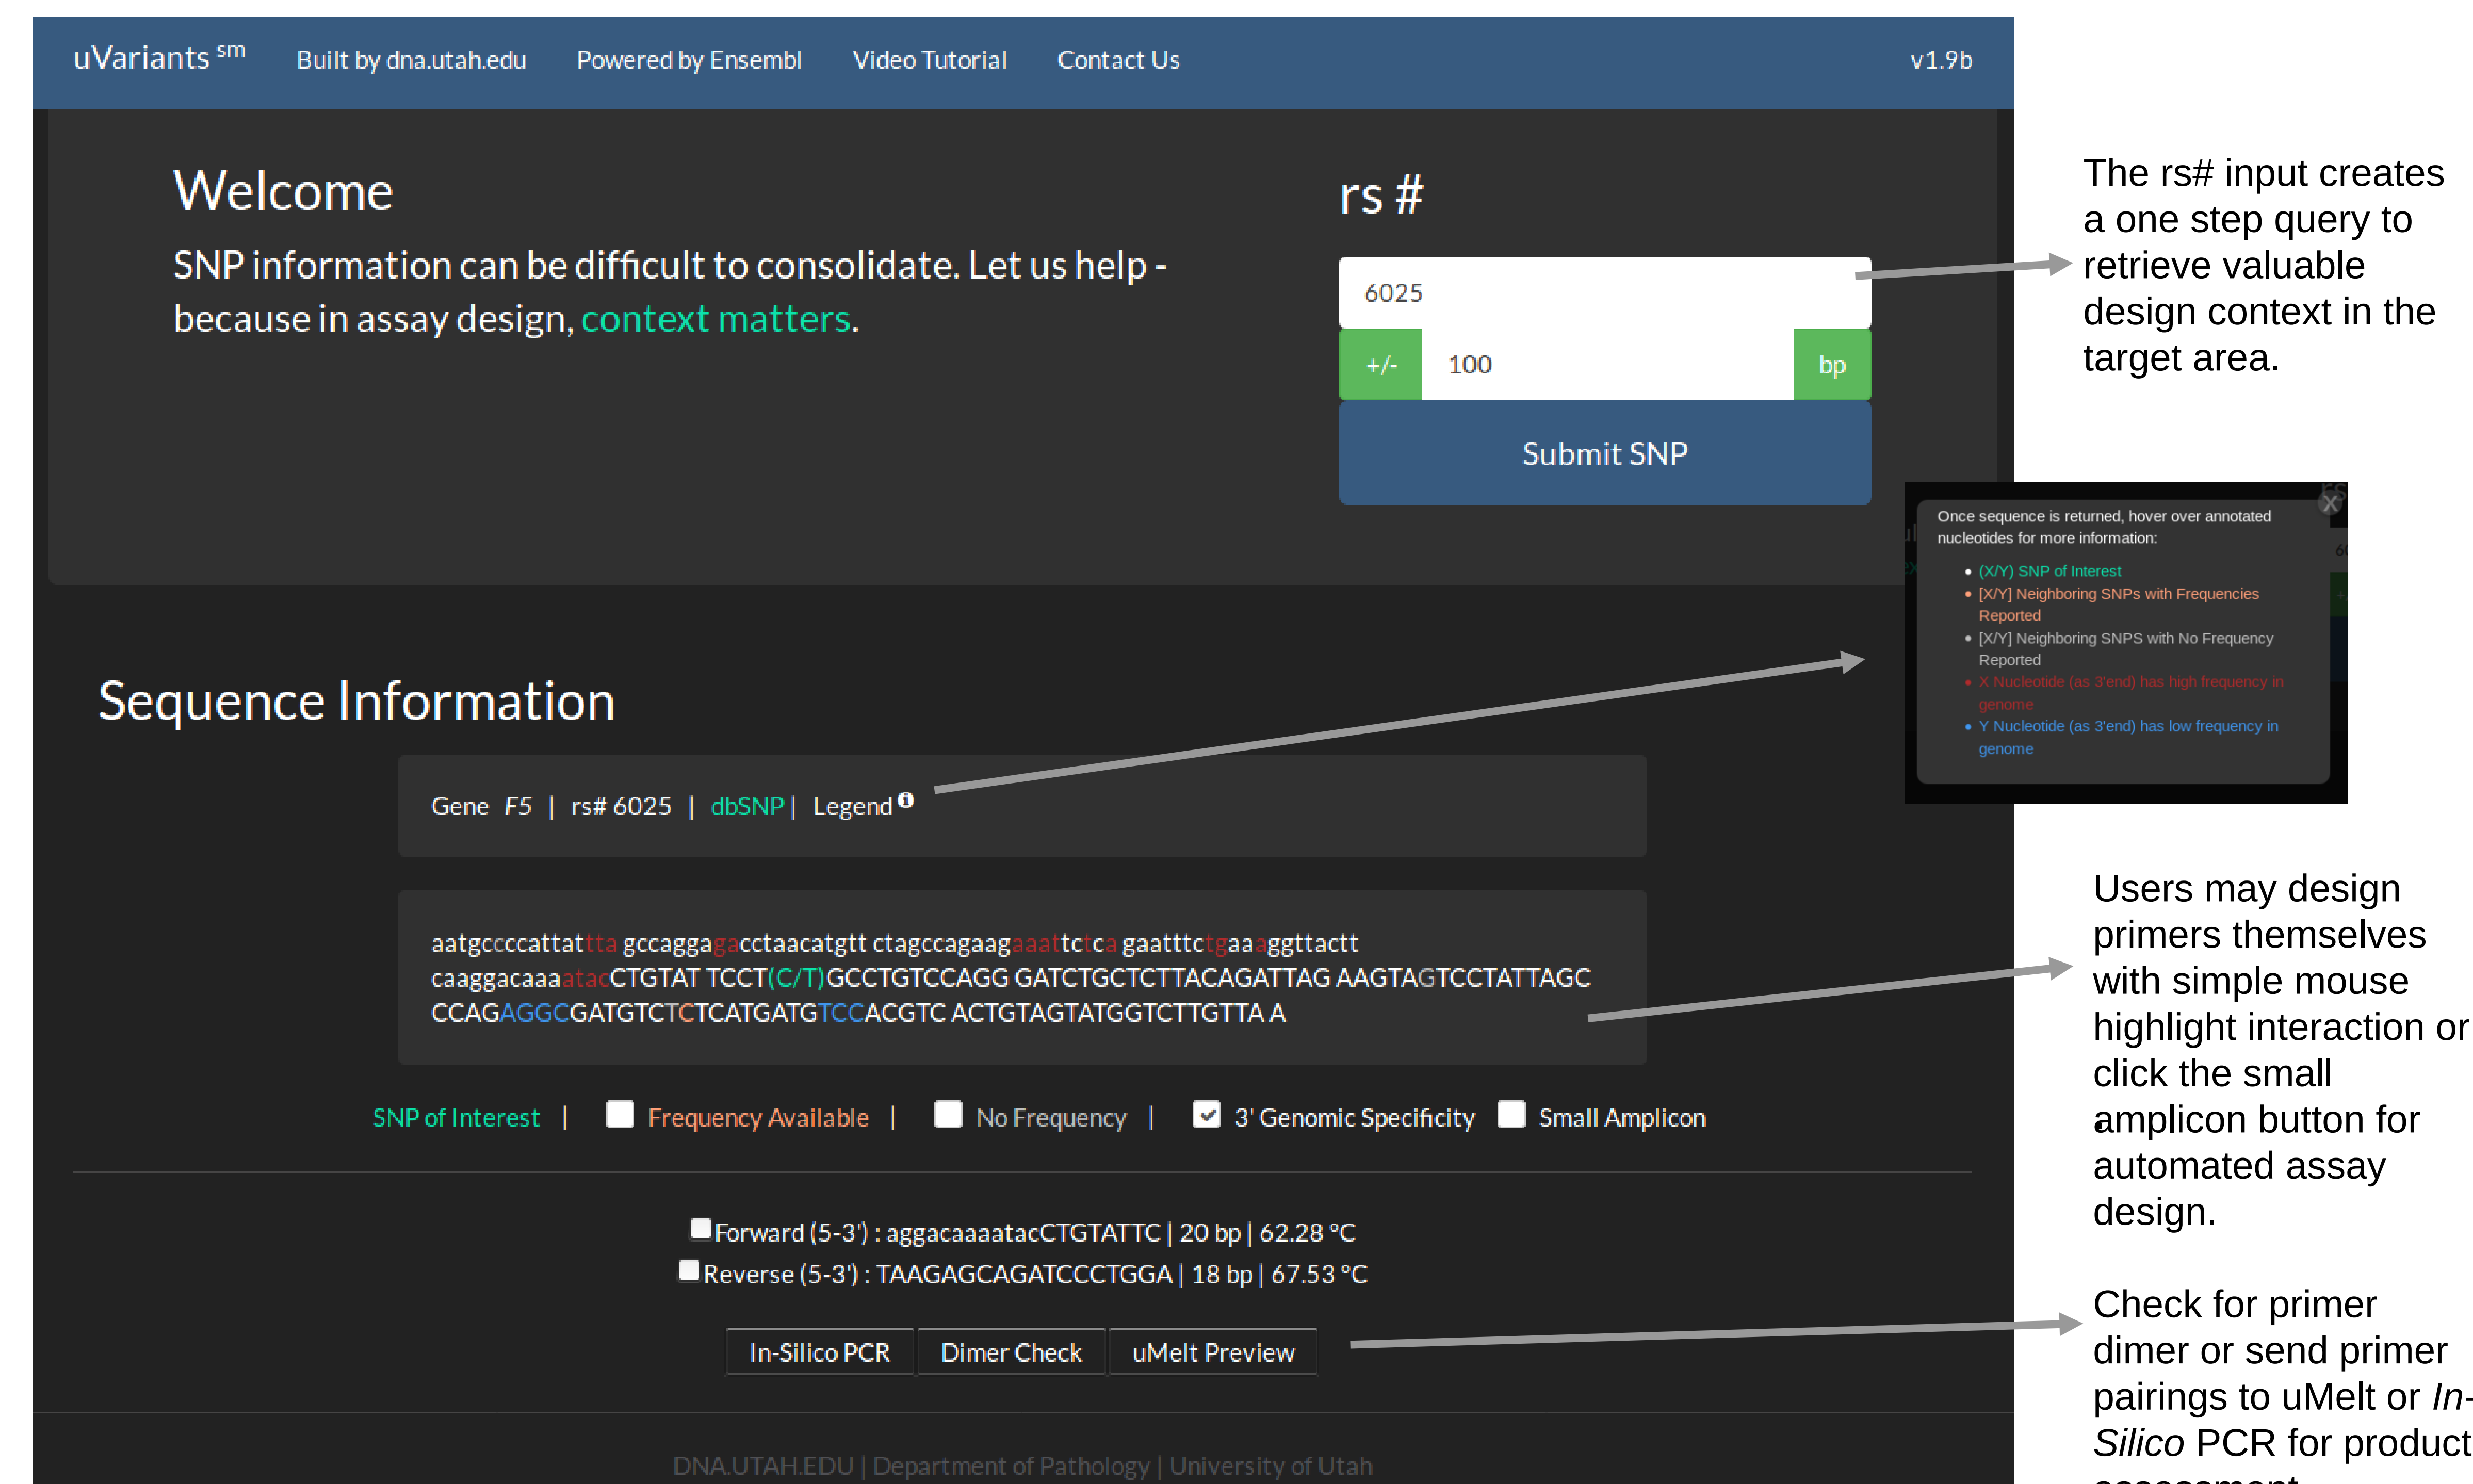 uVariants sm Built by dna.utah.edu Powered by Ensembl Video Tutorial Contact Us v1.9b
Welcome
SNP information can be difficult to consolidate. Let us help -
because in assay design, context matters.
rs #
6025
+/- 100 bp
Submit SNP
The rs# input creates
a one step query to
retrieve valuable
design context in the
target area.
X
Once sequence is returned, hover over annotated
nucleotides for more information:
• (X/Y) SNP of Interest
• [X/Y] Neighboring SNPs with Frequencies
Reported
• [X/Y] Neighboring SNPS with No Frequency
Reported
• X Nucleotide (as 3'end) has high frequency in
genome
• Y Nucleotide (as 3'end) has low frequency in
genome
Sequence Information
Gene F5 | rs# 6025 | dbSNP | Legend
aatgcccccattattta gccaggagacctaacatgtt ctagccagaagaaattctca gaatttctgaaaggttactt
caaggacaaaatacCTGTAT TCCT(C/T)GCCTGTCCAGG GATCTGCTCTTACAGATTAG AAGTAGTCCTATTAGC
CCAGAGGCGATGTCTCTCATGATGTCCACGTC ACTGTAGTATGGTCTTGTTA A
SNP of Interest | Frequency Available | No Frequency | 3' Genomic Specificity Small Amplicon
Users may design
primers themselves
with simple mouse
highlight interaction or
click the small
amplicon button for
automated assay
design.
Forward (5-3') : aggacaaaatacCTGTATTC | 20 bp | 62.28 °C
Reverse (5-3') : TAAGAGCAGATCCCTGGA | 18 bp | 67.53 °C
In-Silico PCR Dimer Check uMelt Preview
Check for primer
dimer or send primer
pairings to uMelt or In-
Silico PCR for product
DNA.UTAH.EDU | Department of Pathology | University of Utah